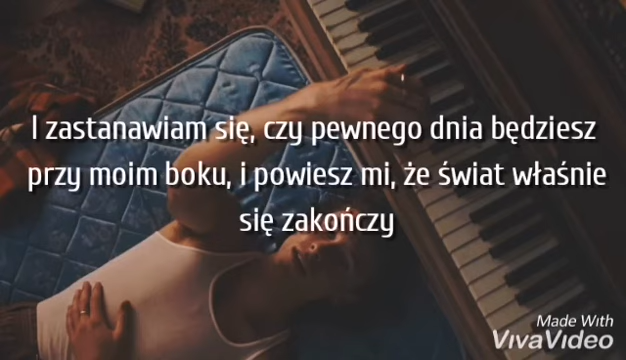 I zastanawiam się, czy pewnego dnia będziesz
przy moim boku, i powiesz mi, że świat właśnie
się zakończy
Made With
VivaVideo